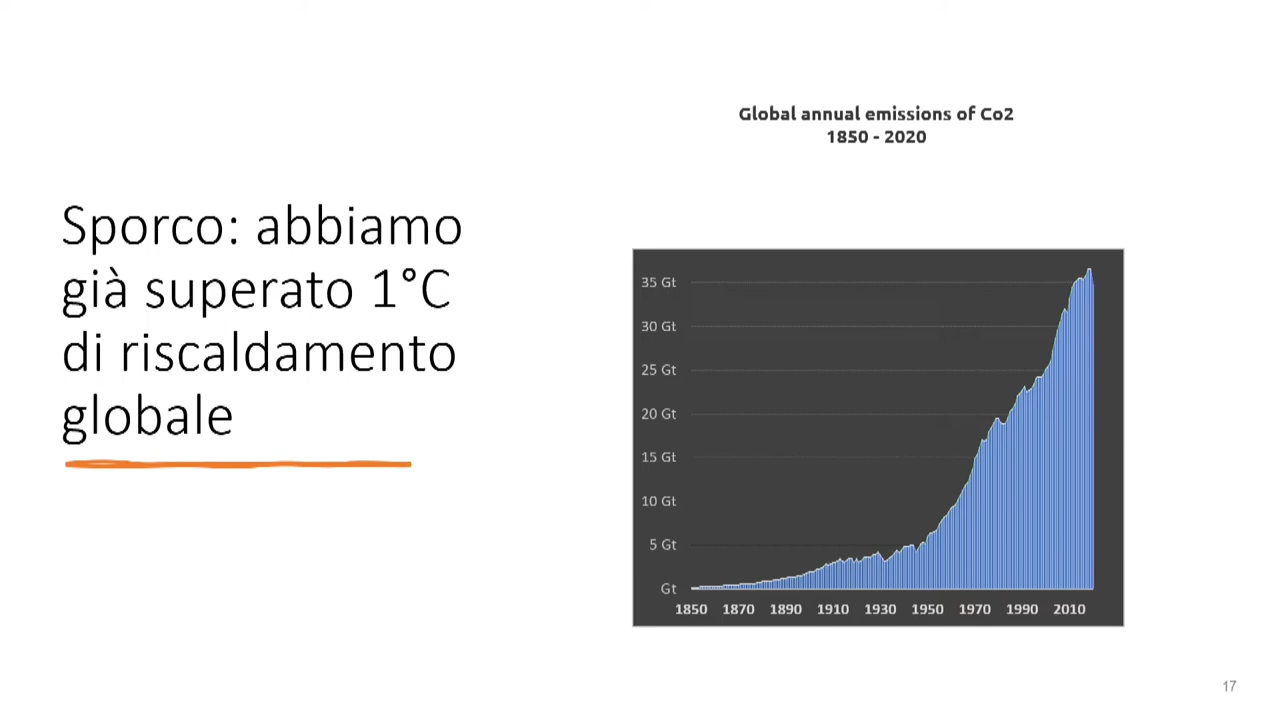 Global annual emissions of Co2
1850 - 2020
Sporco: abbiamo
già superato 1°C
di riscaldamento
globale
35 Gt
30 Gt
25 Gt
20 Gt
15 Gt
10 Gt
5 Gt
Gt
1850 1870 1890 1910 1930 1950 1970 1990 2010
17